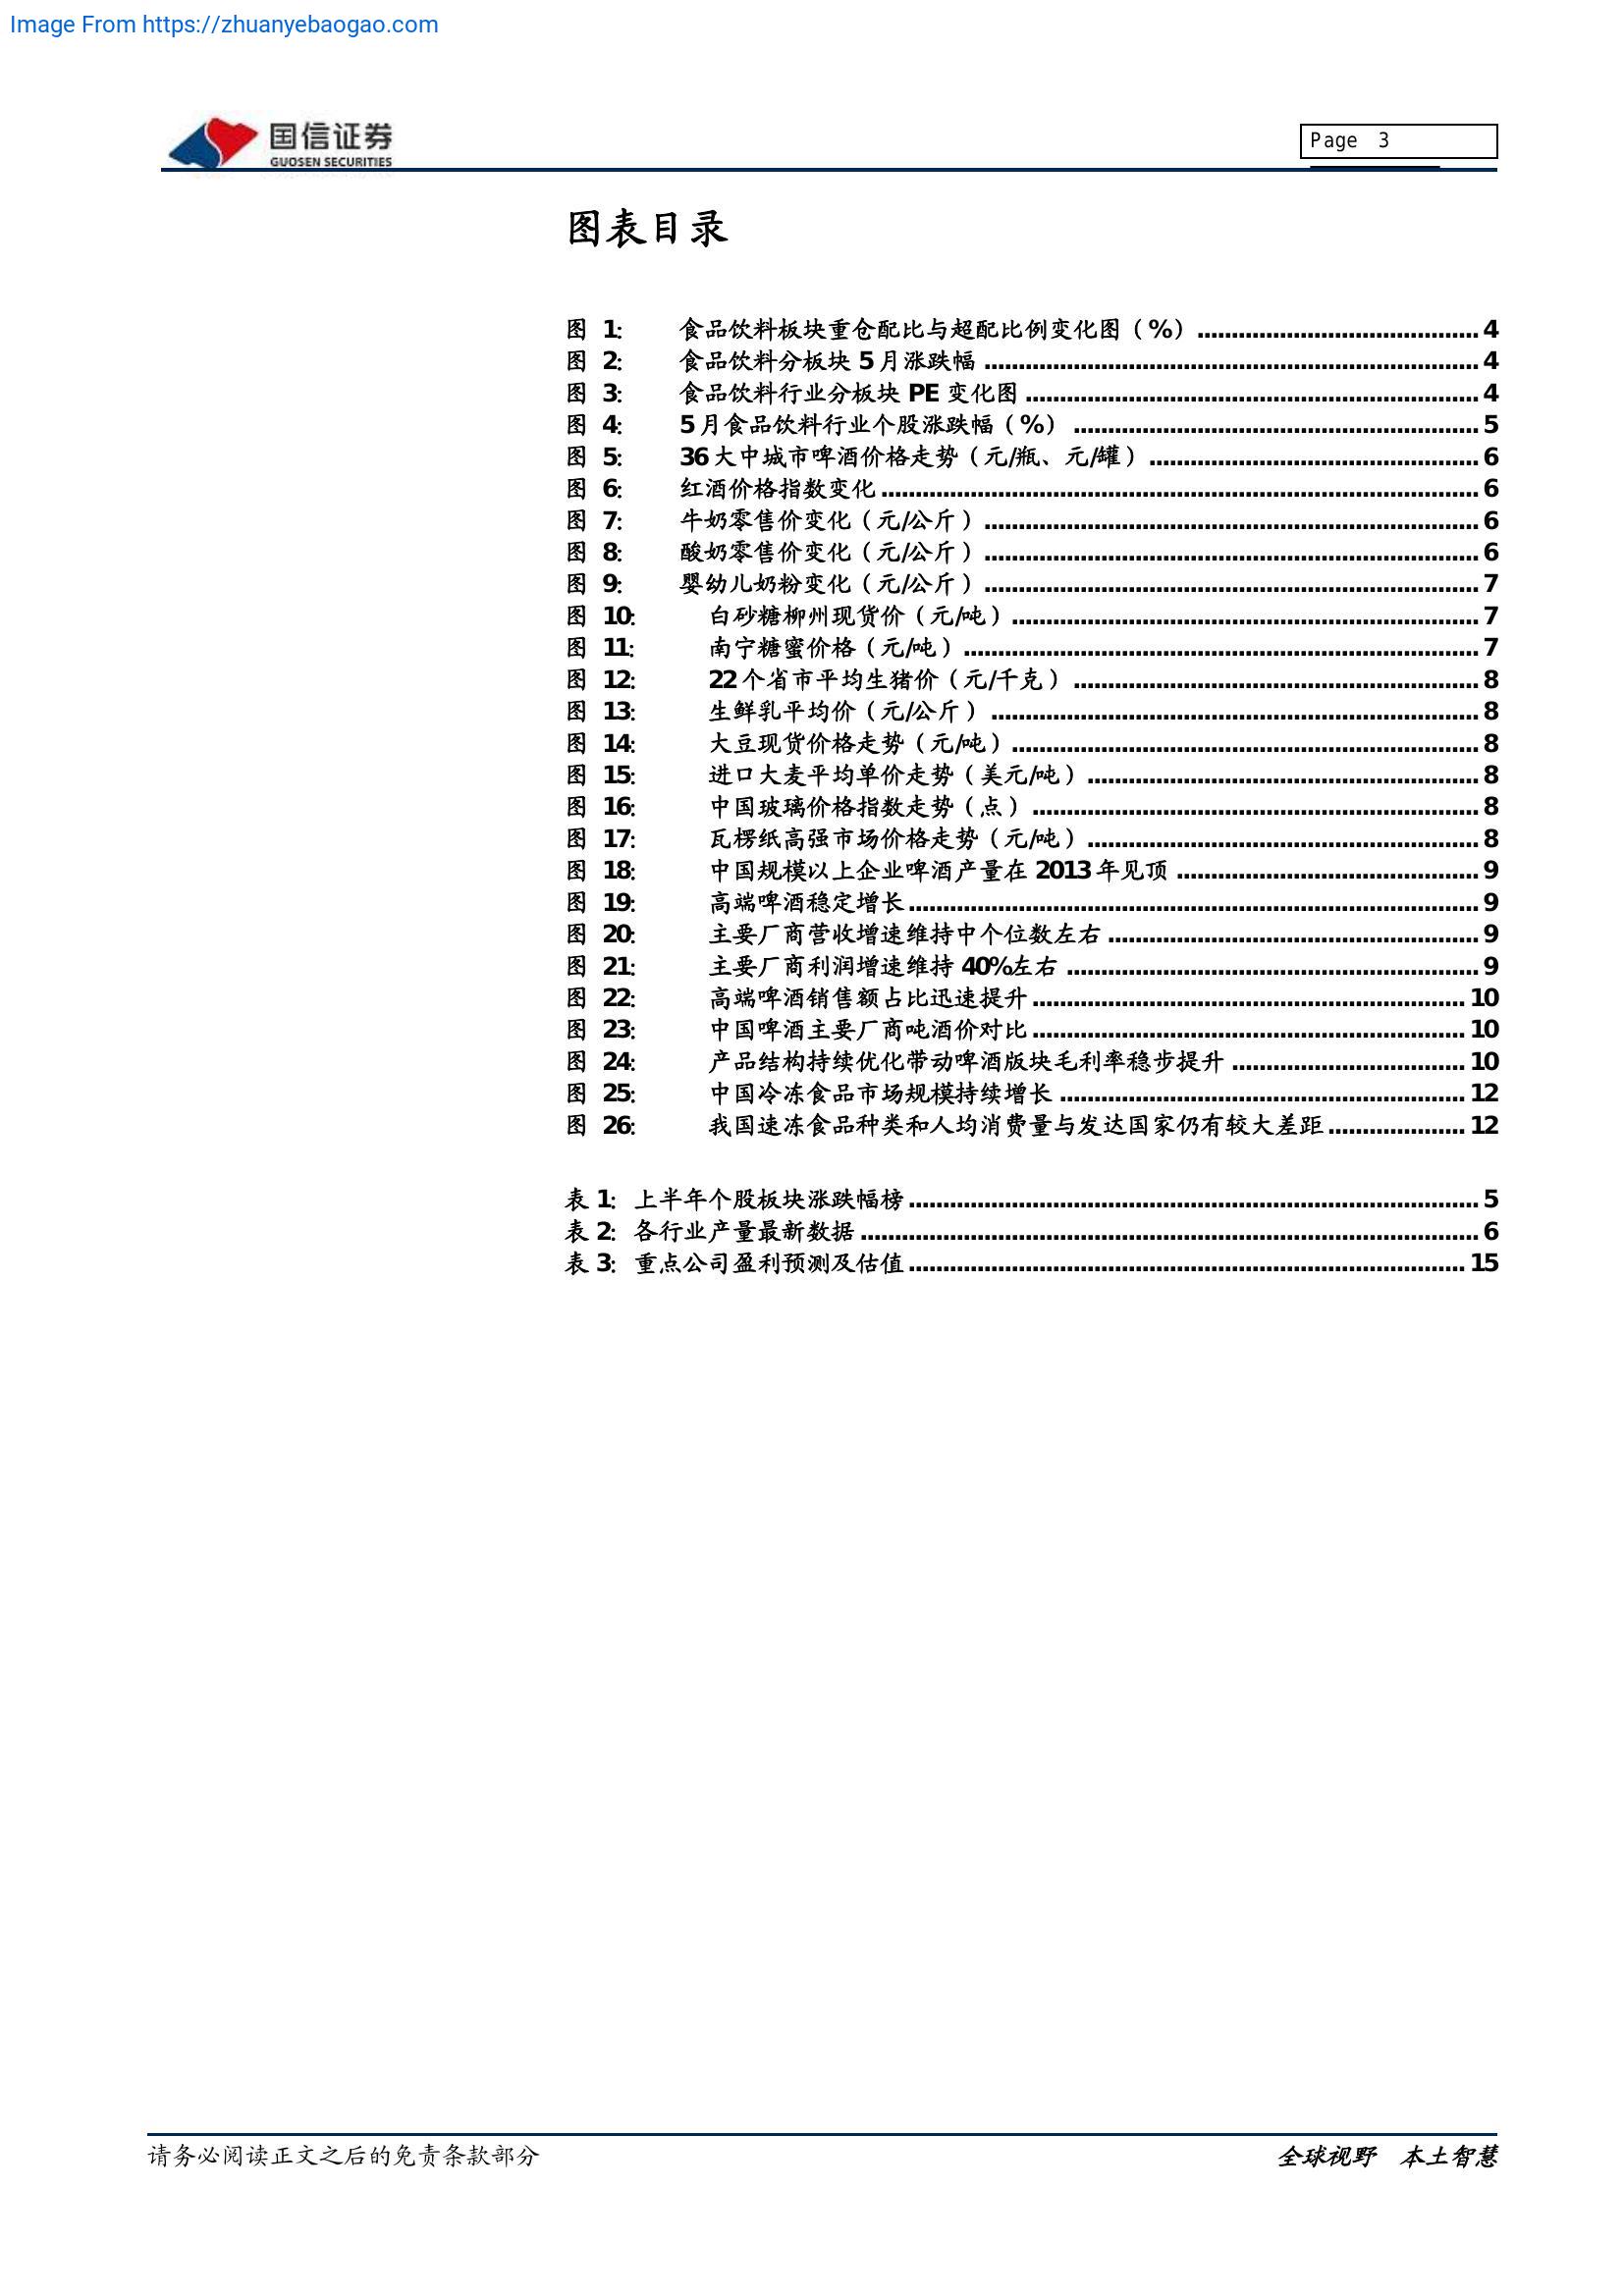 Image From https://zhuanyebaogao.com
国信证券
GUOSEN SECURITIES
Page 3
图表目录
图 1: 食品饮料板块重仓配比与超配比例变化图（%）........................................ 4
图 2: 食品饮料分板块 5 月涨跌幅 ........................................ 4
图 3: 食品饮料行业分板块 PE 变化图 ........................................ 4
图 4: 5 月食品饮料行业个股涨跌幅（%） ........................................ 5
图 5: 36 大中城市啤酒价格走势（元/瓶、元/罐） ........................................ 6
图 6: 红酒价格指数变化 ........................................ 6
图 7: 牛奶零售价变化（元/公斤） ........................................ 6
图 8: 酸奶零售价变化（元/公斤） ........................................ 6
图 9: 婴幼儿奶粉变化（元/公斤） ........................................ 7
图 10: 白砂糖柳州现货价（元/吨） ........................................ 7
图 11: 南宁糖蜜价格（元/吨） ........................................ 7
图 12: 22 个省市平均生猪价（元/千克） ........................................ 8
图 13: 生鲜乳平均价（元/公斤） ........................................ 8
图 14: 大豆现货价格走势（元/吨） ........................................ 8
图 15: 进口大麦平均单价走势（美元/吨） ........................................ 8
图 16: 中国玻璃价格指数走势（点） ........................................ 8
图 17: 瓦楞纸高强市场价格走势（元/吨） ........................................ 8
图 18: 中国规模以上企业啤酒产量在 2013 年见顶 ........................................ 9
图 19: 高端啤酒稳定增长 ........................................ 9
图 20: 主要厂商营收增速维持中个位数左右 ........................................ 9
图 21: 主要厂商利润增速维持 40%左右 ........................................ 9
图 22: 高端啤酒销售额占比迅速提升 ........................................ 10
图 23: 中国啤酒主要厂商吨酒价对比 ........................................ 10
图 24: 产品结构持续优化带动啤酒版块毛利率稳步提升 .................................. 10
图 25: 中国冷冻食品市场规模持续增长 ........................................ 12
图 26: 我国速冻食品种类和人均消费量与发达国家仍有较大差距 .................... 12
表 1: 上半年个股板块涨跌幅榜 ........................................ 5
表 2: 各行业产量最新数据 ........................................ 6
表 3: 重点公司盈利预测及估值 ........................................ 15
请务必阅读正文之后的免责条款部分
全球视野 本土智慧